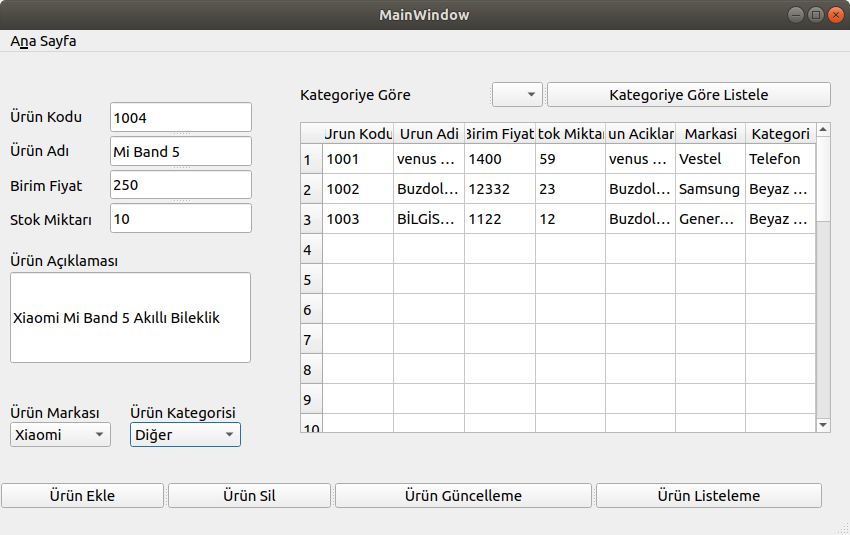 MainWindow
Ana Sayfa
Kategoriye Göre
Kategoriye Göre Listele
Ürün Kodu
1004
Ürün Adı
Mi Band 5
Birim Fiyat
250
Stok Miktarı
10
Ürün Açıklaması
Xiaomi Mi Band 5 Akıllı Bileklik
Ürün Markası
Ürün Kategorisi
Xiaomi
Diğer
Urun Kodu Urun Adi Birim Fiyat tok Miktar un Aciklar Markasi Kategori
1 1001 venus ... 1400 59 venus ... Vestel Telefon
2 1002 Buzdol... 12332 23 Buzdol... Samsung Beyaz ...
3 1003 BİLGİS... 1122 12 Buzdol... Gener... Beyaz ...
4
5
6
7
8
9
10
Ürün Ekle
Ürün Sil
Ürün Güncelleme
Ürün Listeleme